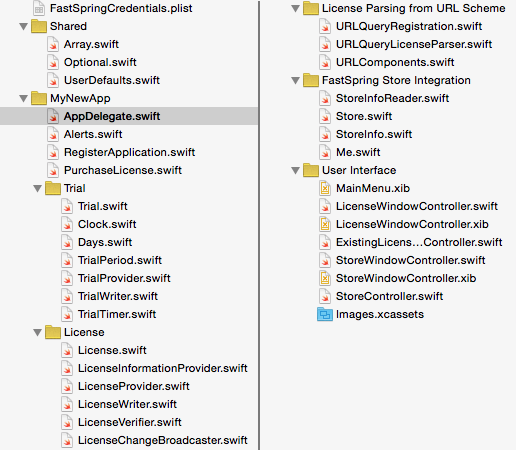 FastSpringCredentials.plist
Shared
Array.swift
Optional.swift
UserDefaults.swift
MyNewApp
AppDelegate.swift
Alerts.swift
RegisterApplication.swift
PurchaseLicense.swift
Trial
Trial.swift
Clock.swift
Days.swift
TrialPeriod.swift
TrialProvider.swift
TrialWriter.swift
TrialTimer.swift
License
License.swift
LicenseInformationProvider.swift
LicenseProvider.swift
LicenseWriter.swift
LicenseVerifier.swift
LicenseChangeBroadcaster.swift
License Parsing from URL Scheme
URLQueryRegistration.swift
URLQueryLicenseParser.swift
URLComponents.swift
FastSpring Store Integration
StoreInfoReader.swift
Store.swift
StoreInfo.swift
Me.swift
User Interface
MainMenu.xib
LicenseWindowController.swift
LicenseWindowController.xib
ExistingLicens...Controller.swift
StoreWindowController.swift
StoreWindowController.xib
StoreController.swift
Images.xcassets